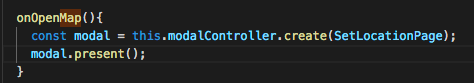 onOpenMap(){
const modal = this.modalController.create(SetLocationPage);
modal.present();
}